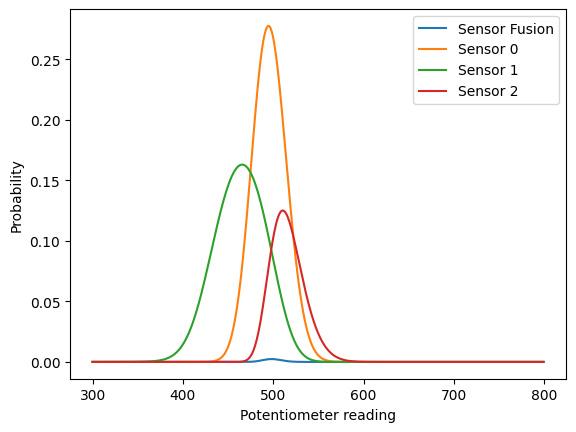 Sensor Fusion
Sensor 0
Sensor 1
Sensor 2
Probability
0.25
0.20
0.15
0.10
0.05
0.00
300 400 500 600 700 800
Potentiometer reading